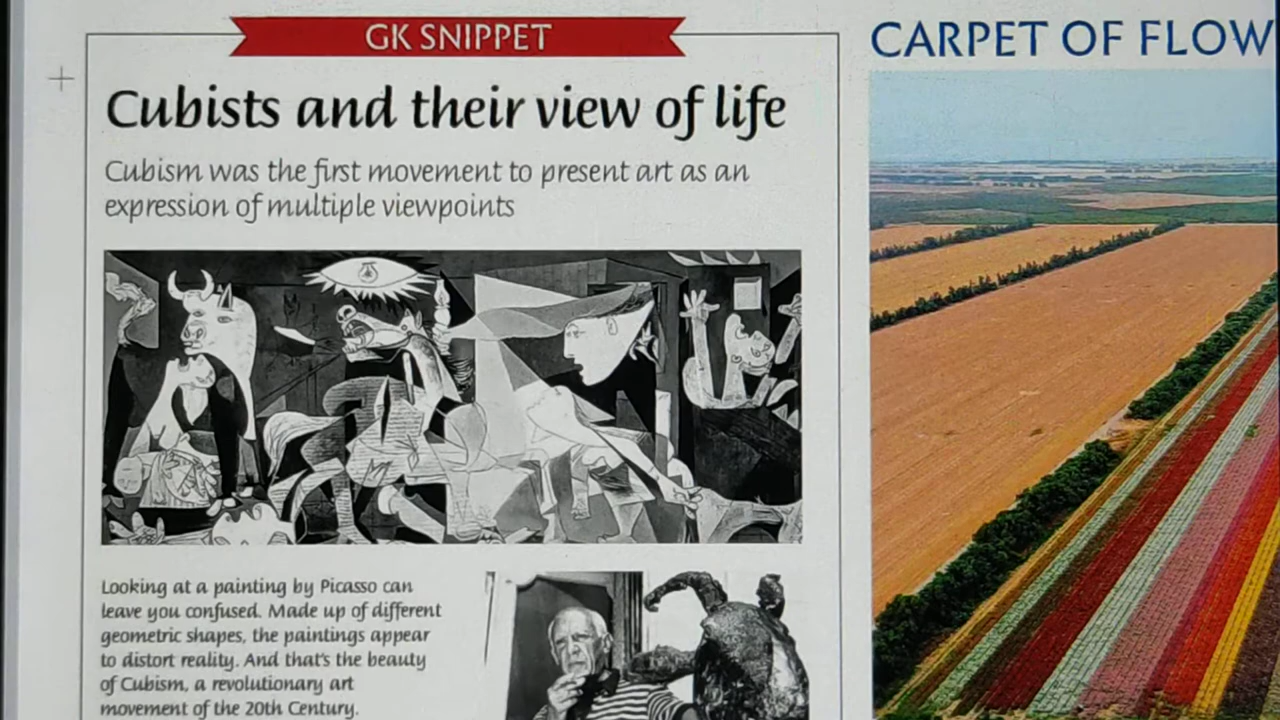 GK SNIPPET
Cubists and their view of life
Cubism was the first movement to present art as an
expression of multiple viewpoints
Looking at a painting by Picasso can
leave you confused. Made up of different
geometric shapes, the paintings appear
to distort reality. And that's the beauty
of Cubism, a revolutionary art
movement of the 20th Century.
CARPET OF FLOW